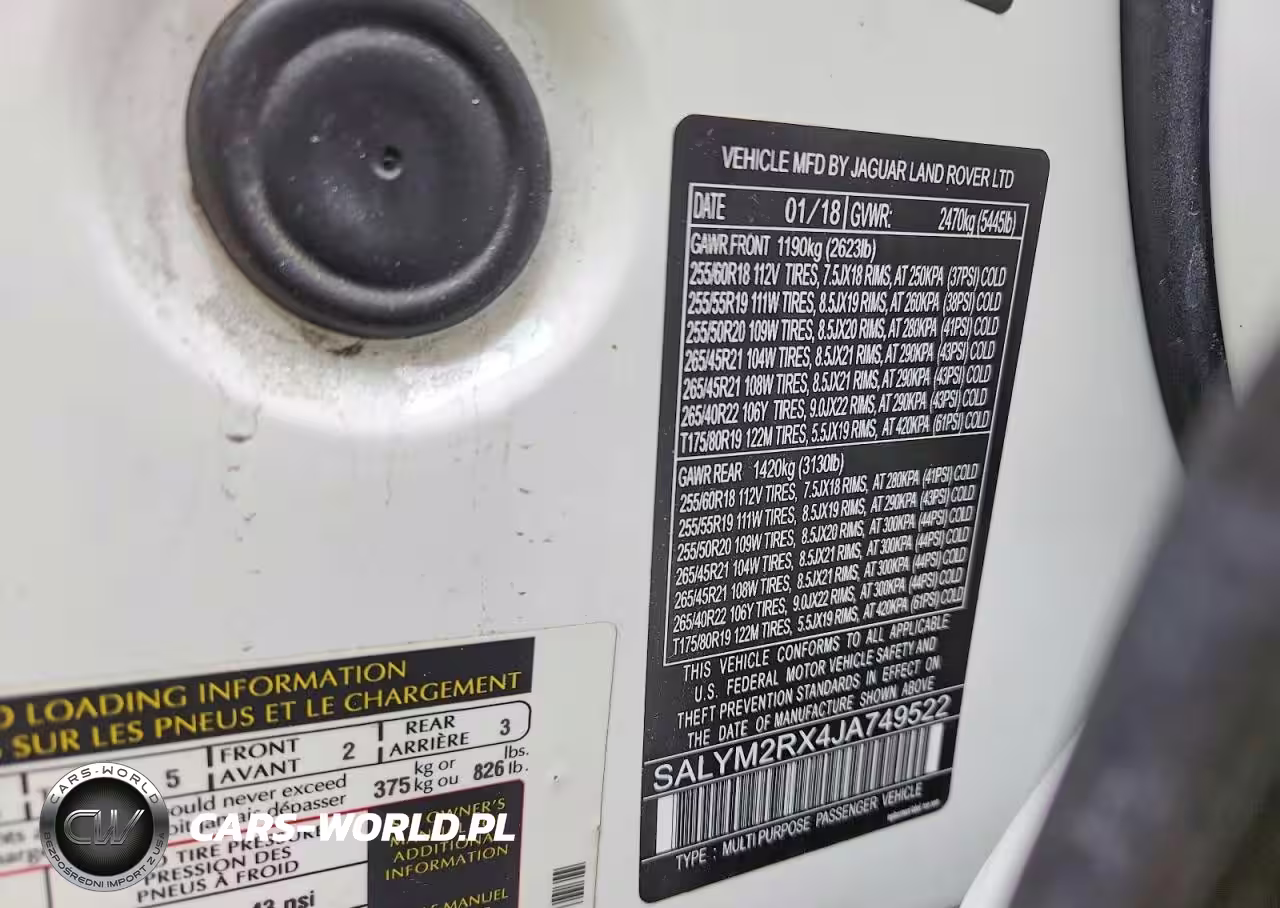 VEHICLE MFD BY JAGUAR LAND ROVER LTD
DATE 01/18 GVWR: 2470kg (5445lb)
GAWR FRONT 1190kg (2623lb)
255/60R18 112V TIRES, 7.5JX18 RIMS, AT 250KPA (37PSI) COLD
255/55R19 111W TIRES, 8.5JX19 RIMS, AT 260KPA (38PSI) COLD
255/50R20 109W TIRES, 8.5JX20 RIMS, AT 280KPA (41PSI) COLD
265/45R21 104W TIRES, 8.5JX21 RIMS, AT 290KPA (43PSI) COLD
265/45R21 108W TIRES, 8.5JX21 RIMS, AT 290KPA (43PSI) COLD
265/40R22 106Y TIRES, 9.0JX22 RIMS, AT 290KPA (43PSI) COLD
T175/80R19 122M TIRES, 5.5JX19 RIMS, AT 420KPA (61PSI) COLD
GAWR REAR 1420kg (3130lb)
255/60R18 112V TIRES, 7.5JX18 RIMS, AT 280KPA (41PSI) COLD
255/55R19 111W TIRES, 8.5JX19 RIMS, AT 290KPA (43PSI) COLD
255/50R20 109W TIRES, 8.5JX20 RIMS, AT 300KPA (44PSI) COLD
265/45R21 104W TIRES, 8.5JX21 RIMS, AT 300KPA (44PSI) COLD
265/45R21 108W TIRES, 8.5JX21 RIMS, AT 300KPA (44PSI) COLD
265/40R22 106Y TIRES, 9.0JX22 RIMS, AT 300KPA (44PSI) COLD
T175/80R19 122M TIRES, 5.5JX19 RIMS, AT 420KPA (61PSI) COLD
THIS VEHICLE CONFORMS TO ALL APPLICABLE
U.S. FEDERAL MOTOR VEHICLE SAFETY AND
THEFT PREVENTION STANDARDS IN EFFECT ON
THE DATE OF MANUFACTURE SHOWN ABOVE
SALYM2RX4JA749522
TYPE : MULTI PURPOSE PASSENGER VEHICLE
LOADING INFORMATION
SUR LES PNEUS ET LE CHARGEMENT
5 FRONT AVANT 2 REAR ARRIÈRE 3
ould never exceed 375 kg or 826 lbs.
dépasser kg ou lb.
TIRE PRESSURE
PRESSION DES
PNEUS À FROID
OWNER'S
ADDITIONAL
INFORMATION
MANUEL
43 psi
CARS-WORLD
CW
BEZPOŚREDNI IMPORT Z USA
CARS-WORLD.PL